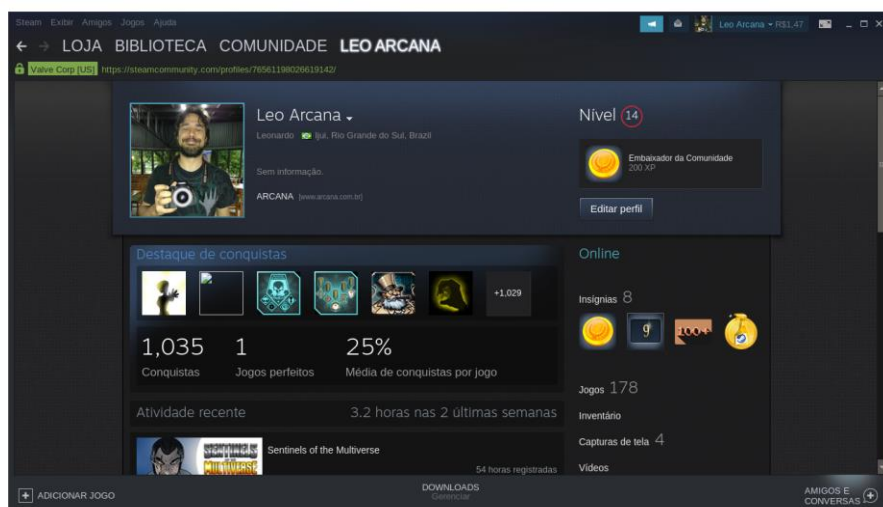 Steam Exibir Amigos Jogos Ajuda
Leo Arcana R$1,47
LOJA BIBLIOTECA COMUNIDADE LEO ARCANA
Valve Corp [US] https://steamcommunity.com/profiles/76561198026619142/
Leo Arcana
Leonardo Ijui, Rio Grande do Sul, Brazil
Sem informação.
ARCANA [www.arcana.com.br]
Nível 14
Embaixador da Comunidade
200 XP
Editar perfil
Destaque de conquistas
+1,029
1,035 1 25%
Conquistas Jogos perfeitos Média de conquistas por jogo
Atividade recente 3.2 horas nas 2 últimas semanas
SENTINELS
OF THE
MULTIVERSE
Sentinels of the Multiverse
54 horas registradas
Online
Insígnias 8
9 100+
Jogos 178
Inventário
Capturas de tela 4
Vídeos
+ ADICIONAR JOGO
DOWNLOADS
Gerenciar
AMIGOS E
CONVERSAS +